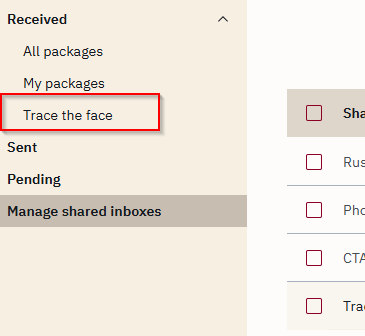 Received
All packages
My packages
Trace the face
Sent
Pending
Manage shared inboxes
Sha
Rus
Pho
CTA
Trac